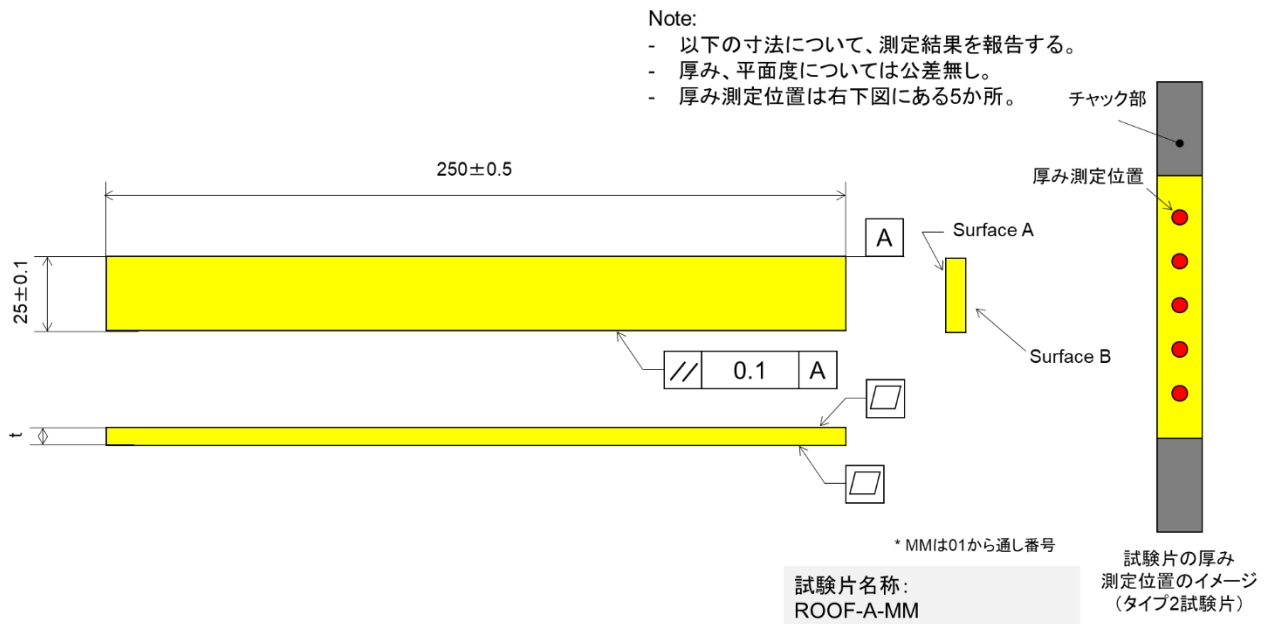 Note:
- 以下の寸法について、測定結果を報告する。
- 厚み、平面度については公差無し。
- 厚み測定位置は右下図にある5か所。
チャック部
厚み測定位置
250±0.5
A
Surface A
25±0.1
Surface B
// 0.1 A
t
* MMは01から通し番号
試験片の厚み
測定位置のイメージ
（タイプ2試験片）
試験片名称：
ROOF-A-MM